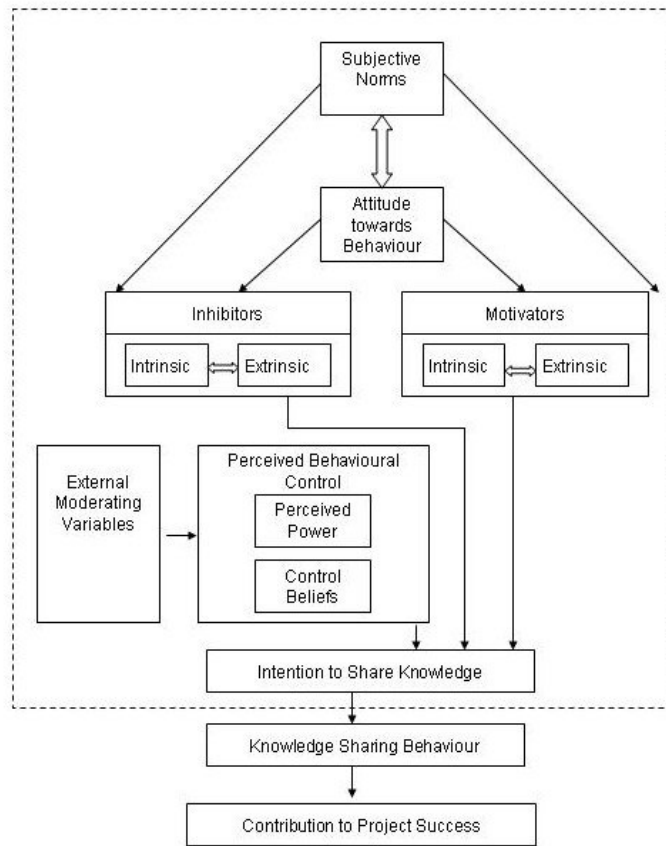 Subjective
Norms
Attitude
towards
Behaviour
Inhibitors
Intrinsic
Extrinsic
Motivators
Intrinsic
Extrinsic
External
Moderating
Variables
Perceived Behavioural
Control
Perceived
Power
Control
Beliefs
Intention to Share Knowledge
Knowledge Sharing Behaviour
Contribution to Project Success